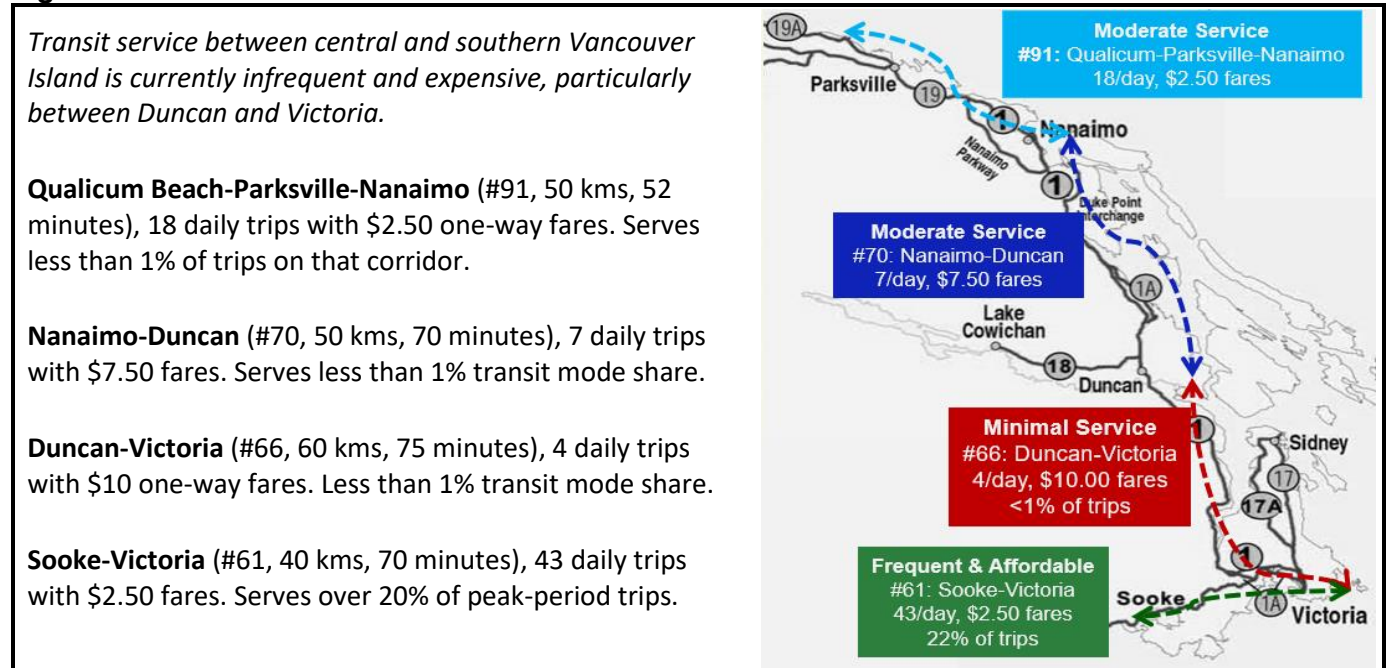 Transit service between central and southern Vancouver
Island is currently infrequent and expensive, particularly
between Duncan and Victoria.
Qualicum Beach-Parksville-Nanaimo (#91, 50 kms, 52
minutes), 18 daily trips with $2.50 one-way fares. Serves
less than 1% of trips on that corridor.
Nanaimo-Duncan (#70, 50 kms, 70 minutes), 7 daily trips
with $7.50 fares. Serves less than 1% transit mode share.
Duncan-Victoria (#66, 60 kms, 75 minutes), 4 daily trips
with $10 one-way fares. Less than 1% transit mode share.
Sooke-Victoria (#61, 40 kms, 70 minutes), 43 daily trips
with $2.50 fares. Serves over 20% of peak-period trips.
19A
Moderate Service
#91: Qualicum-Parksville-Nanaimo
18/day, $2.50 fares
Parksville
19
1
Nanaimo
Nanaimo
Parkway
1
Duke Point
Interchange
Moderate Service
#70: Nanaimo-Duncan
7/day, $7.50 fares
1A
Lake
Cowichan
18
Duncan
Minimal Service
#66: Duncan-Victoria
4/day, $10.00 fares
<1% of trips
1
Sidney
17
17A
1
Frequent & Affordable
#61: Sooke-Victoria
43/day, $2.50 fares
22% of trips
Sooke
1A
Victoria